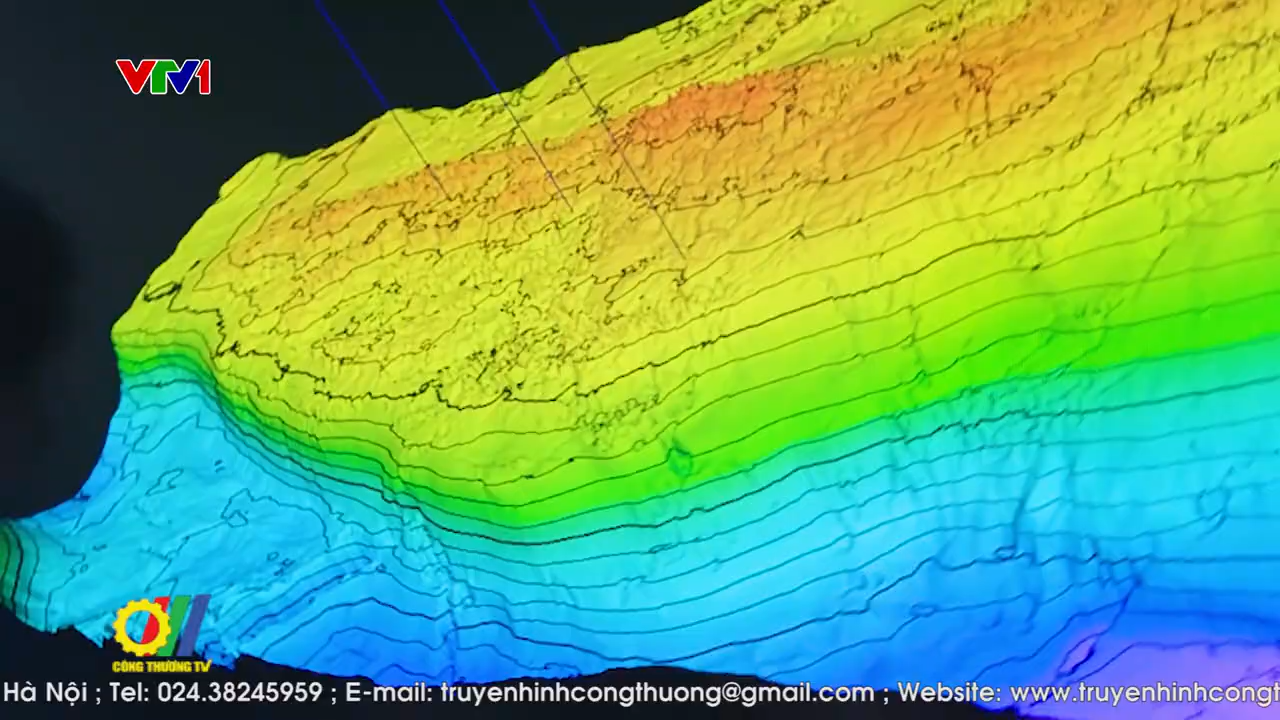 VTV1
CÔNG THƯƠNG TV
Hà Nội ; Tel: 024.38245959 ; E-mail: truyenhinhcongthuong@gmail.com ; Website: www.truyenhinhcongt